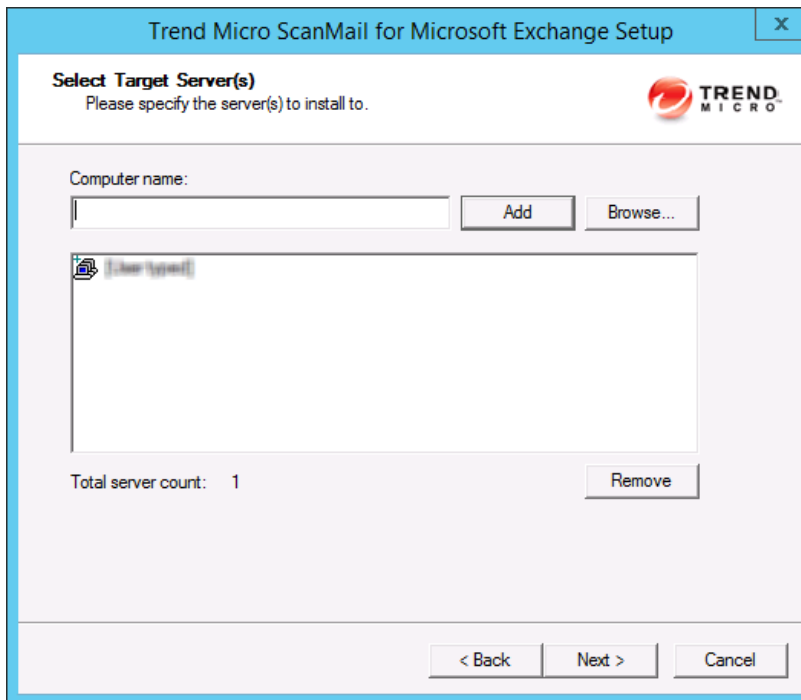 Trend Micro ScanMail for Microsoft Exchange Setup
x
Select Target Server(s)
Please specify the server(s) to install to.
TREND
MICRO™
Computer name:
Add
Browse...
Total server count: 1
Remove
< Back
Next >
Cancel